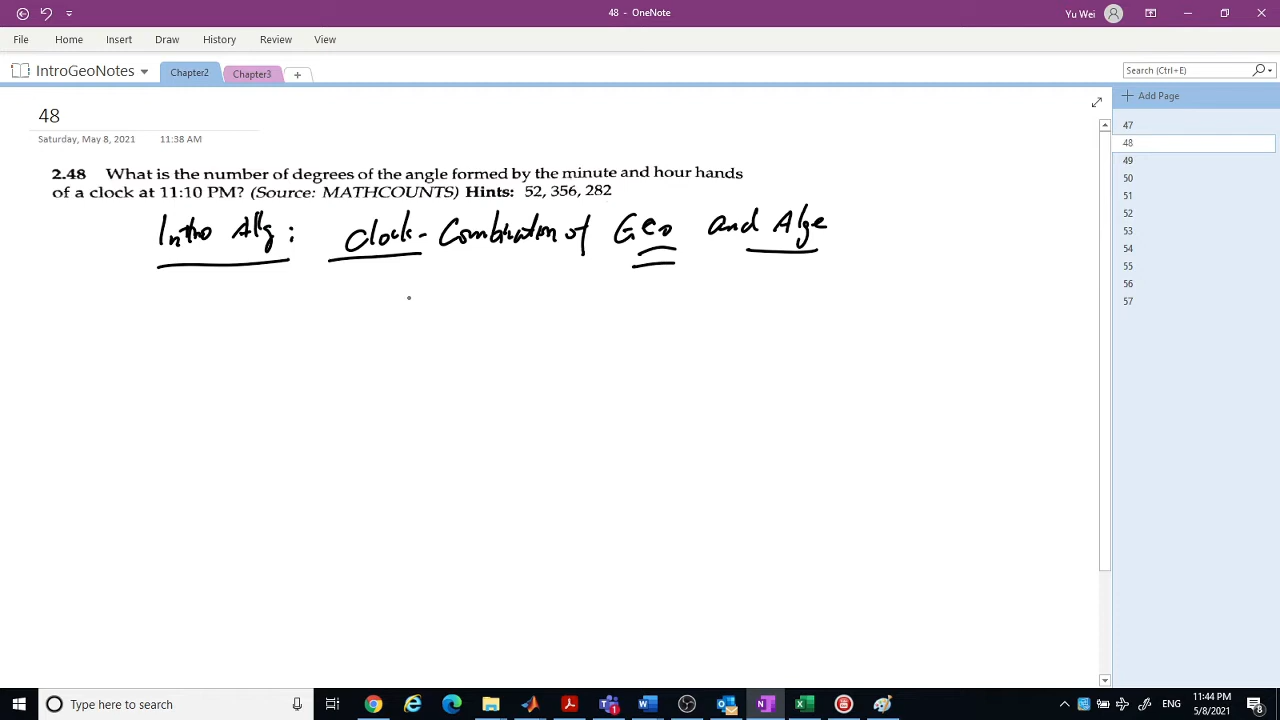 48 - OneNote
Yu Wei
File Home Insert Draw History Review View
IntroGeoNotes Chapter2 Chapter3 +
Search (Ctrl+E)
Add Page
48
Saturday, May 8, 2021 11:38 AM
2.48 What is the number of degrees of the angle formed by the minute and hour hands
of a clock at 11:10 PM? (Source: MATHCOUNTS) Hints: 52, 356, 282
Intro Alg: Clock - Combination of Geo and Alge
47
48
49
50
51
52
53
54
55
56
57
Type here to search
ENG
11:44 PM
5/8/2021
8